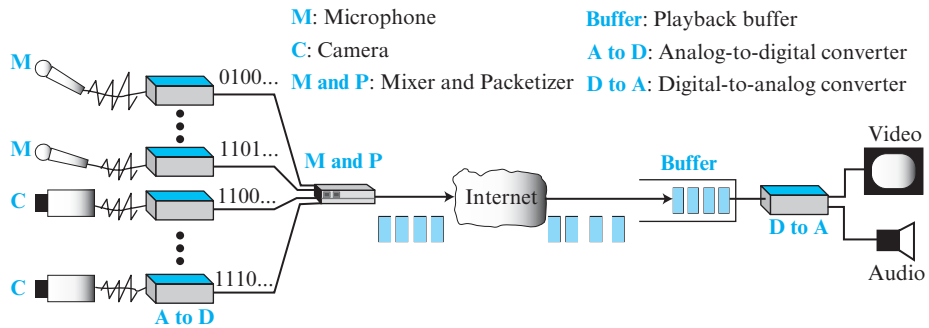 M: Microphone
C: Camera
M and P: Mixer and Packetizer
Buffer: Playback buffer
A to D: Analog-to-digital converter
D to A: Digital-to-analog converter
M
0100...
M
1101...
C
1100...
C
1110...
A to D
M and P
Internet
Buffer
D to A
Video
Audio